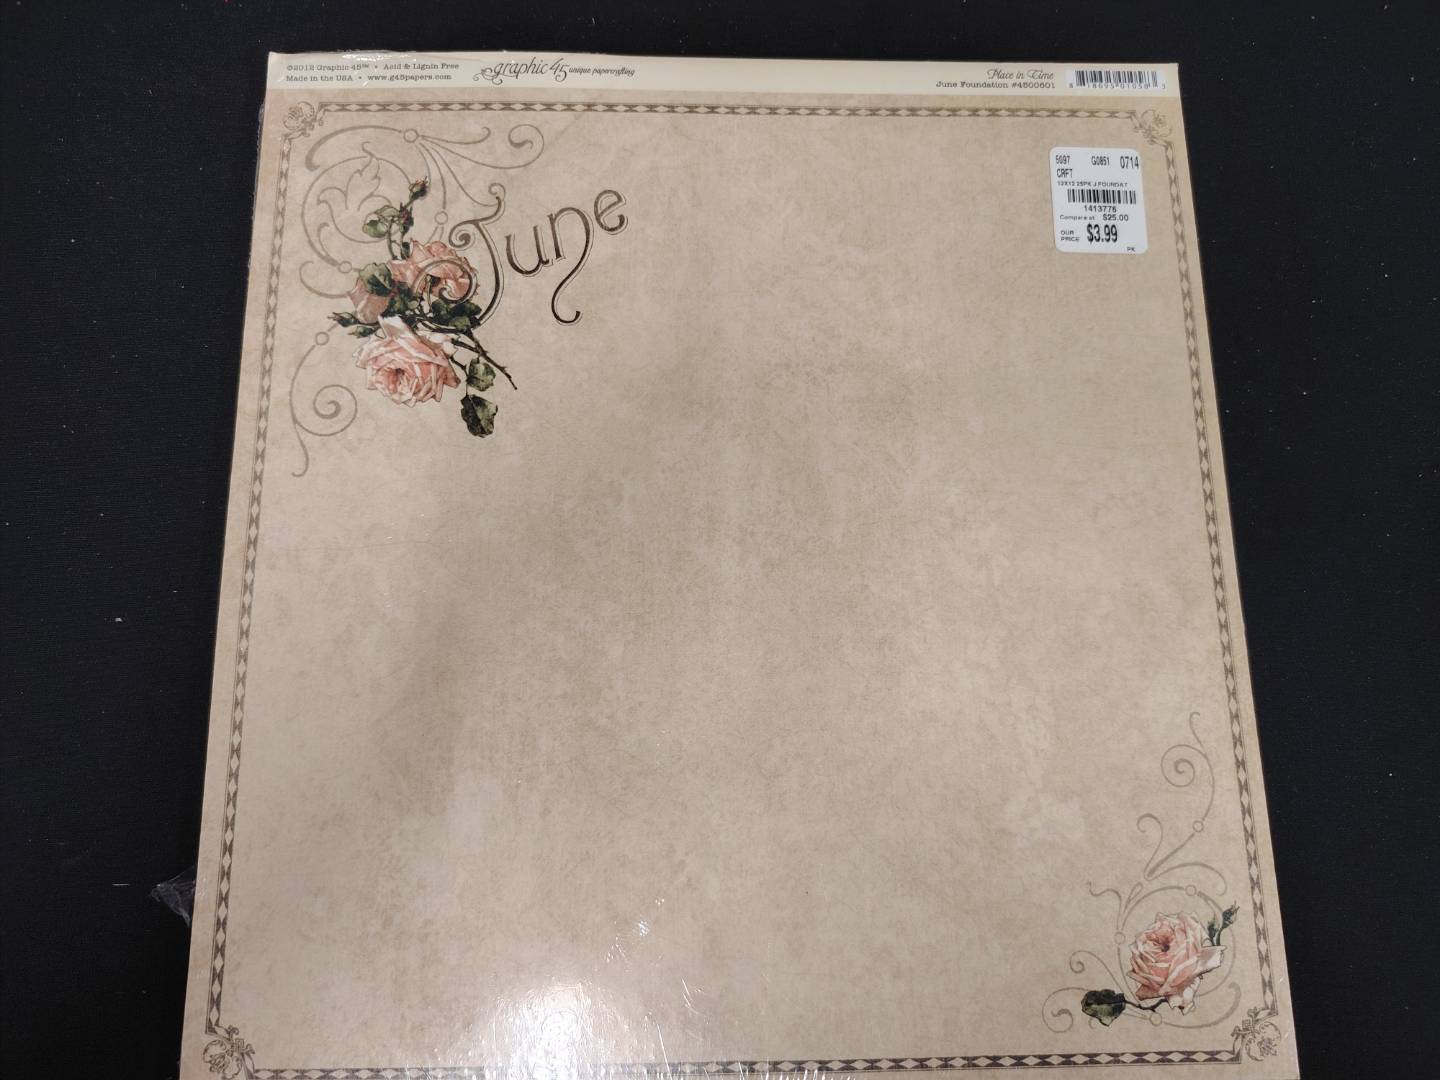 ©2012 Graphic 45™ • Acid & Lignin Free
Made in the USA • www.g45papers.com
graphic 45 unique papercrafting
Place in Time
June Foundation #4500601
June
5097 G0851 0714
CRFT
12X12 25PK J FOUNDAT
1413776
Compare at $25.00
OUR PRICE $3.99
PK